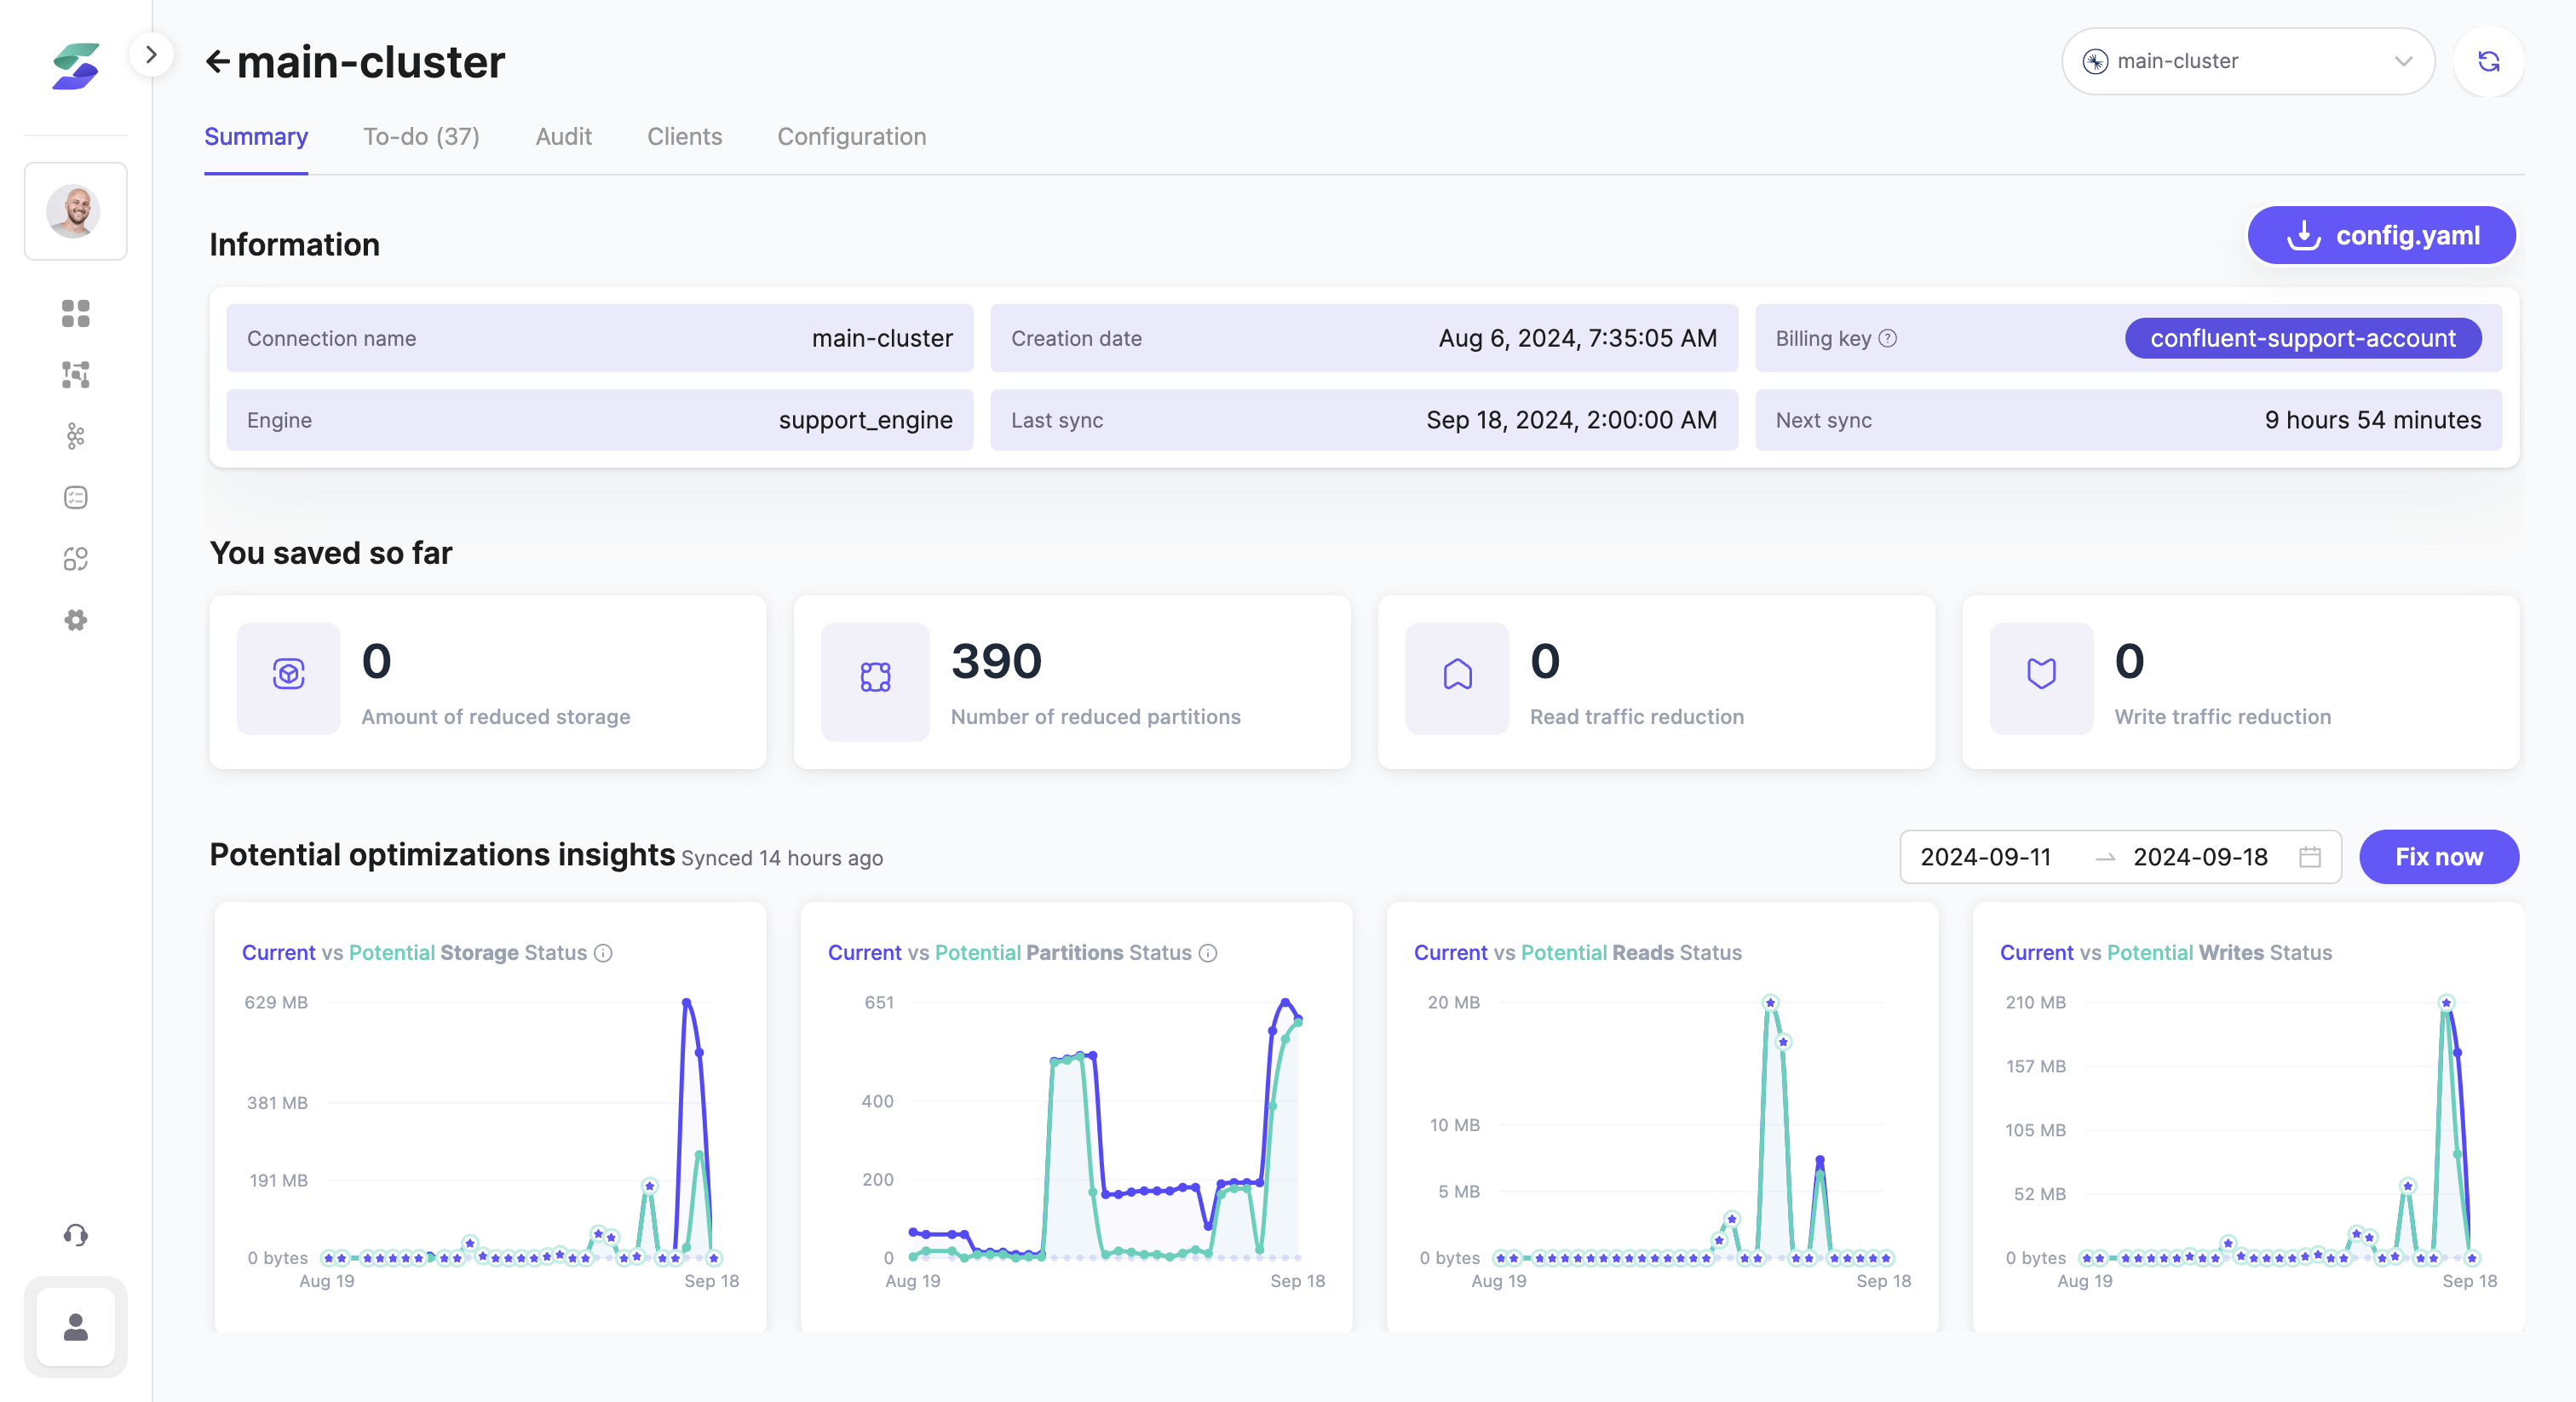 main-cluster
main-cluster
Summary To-do (37) Audit Clients Configuration
Information
config.yaml
Connection name main-cluster
Creation date Aug 6, 2024, 7:35:05 AM
Billing key confluent-support-account
Engine support_engine
Last sync Sep 18, 2024, 2:00:00 AM
Next sync 9 hours 54 minutes
You saved so far
0
Amount of reduced storage
390
Number of reduced partitions
0
Read traffic reduction
0
Write traffic reduction
Potential optimizations insights Synced 14 hours ago
2024-09-11 → 2024-09-18
Fix now
Current vs Potential Storage Status
629 MB
381 MB
191 MB
0 bytes
Aug 19 Sep 18
Current vs Potential Partitions Status
651
400
200
0
Aug 19 Sep 18
Current vs Potential Reads Status
20 MB
10 MB
5 MB
0 bytes
Aug 19 Sep 18
Current vs Potential Writes Status
210 MB
157 MB
105 MB
52 MB
0 bytes
Aug 19 Sep 18